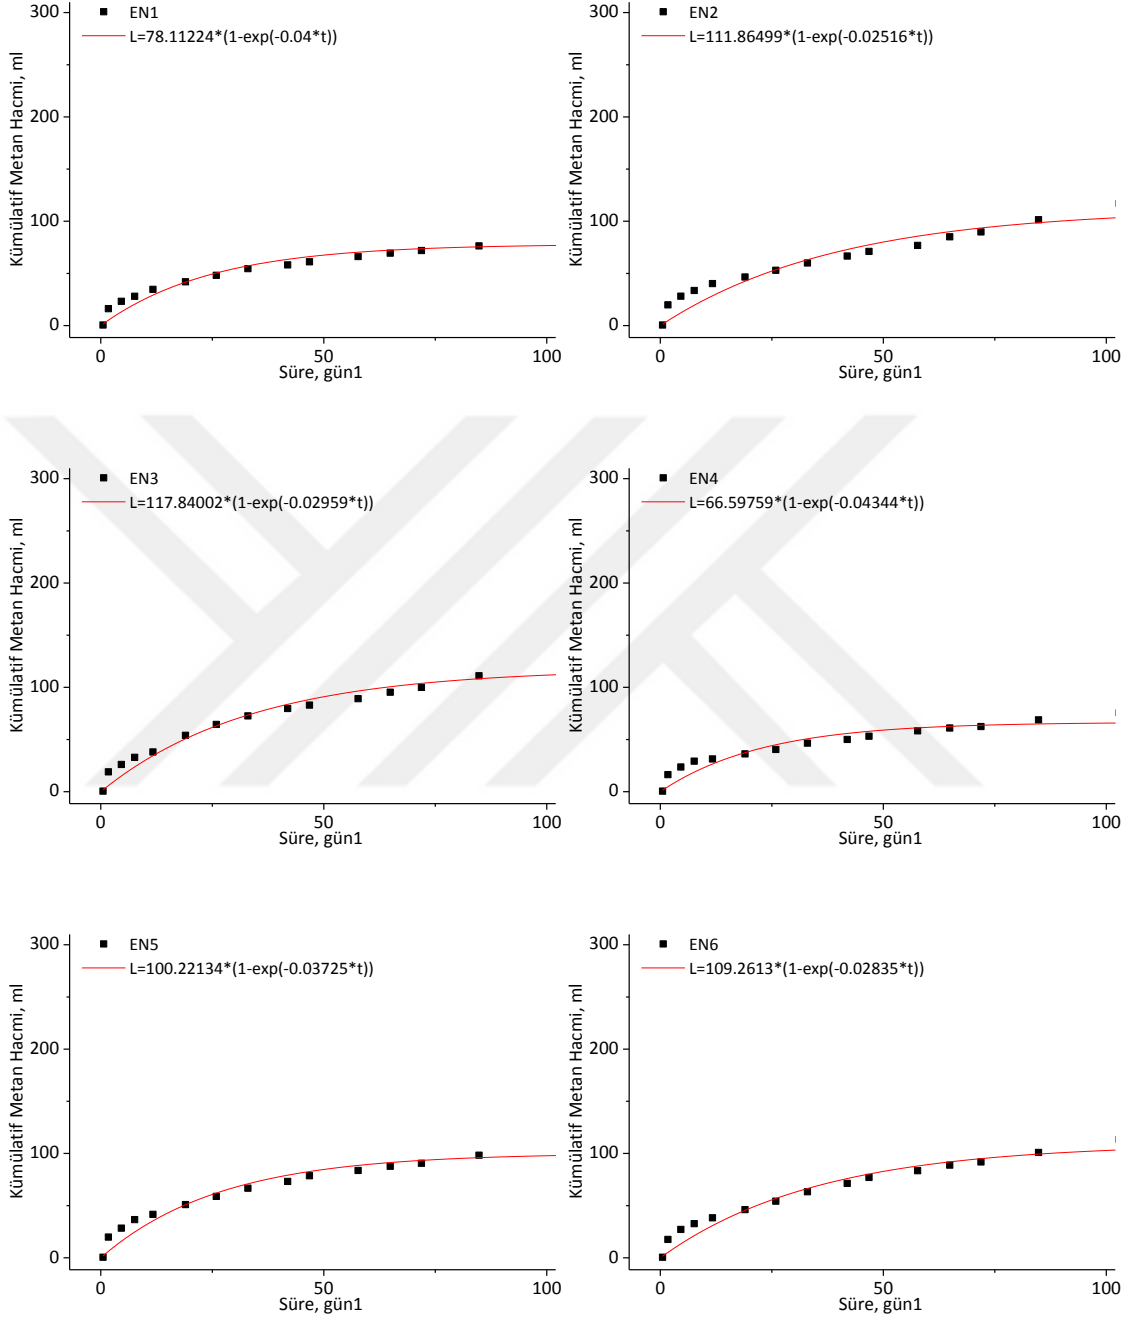 EN1
L=78.11224*(1-exp(-0.04*t))
300
200
100
0
Kümülatif Metan Hacmi, ml
0 50 100
Süre, gün1
EN2
L=111.86499*(1-exp(-0.02516*t))
300
200
100
0
Kümülatif Metan Hacmi, ml
0 50 100
Süre, gün1
EN3
L=117.84002*(1-exp(-0.02959*t))
300
200
100
0
Kümülatif Metan Hacmi, ml
0 50 100
Süre, gün1
EN4
L=66.59759*(1-exp(-0.04344*t))
300
200
100
0
Kümülatif Metan Hacmi, ml
0 50 100
Süre, gün1
EN5
L=100.22134*(1-exp(-0.03725*t))
300
200
100
0
Kümülatif Metan Hacmi, ml
0 50 100
Süre, gün1
EN6
L=109.2613*(1-exp(-0.02835*t))
300
200
100
0
Kümülatif Metan Hacmi, ml
0 50 100
Süre, gün1